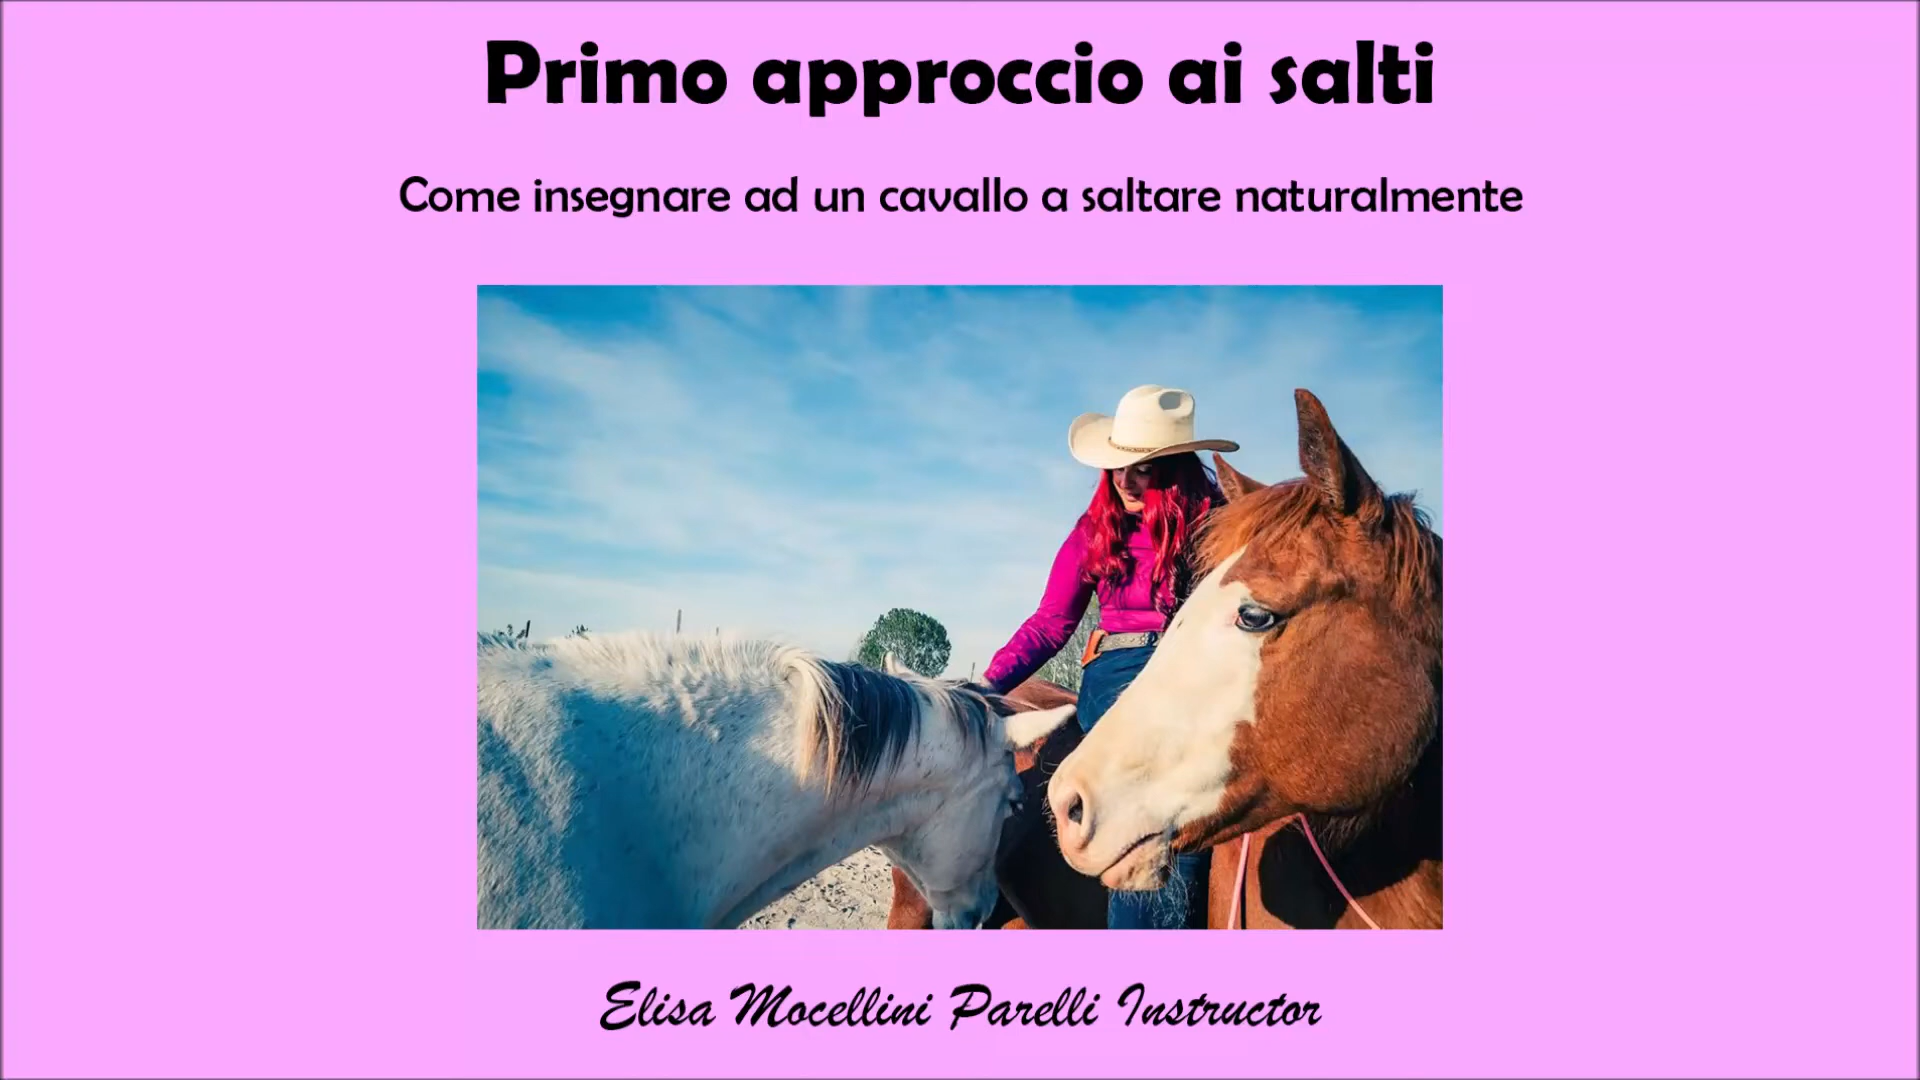 Primo approccio ai salti
Come insegnare ad un cavallo a saltare naturalmente
Elisa Mocellini Parelli Instructor